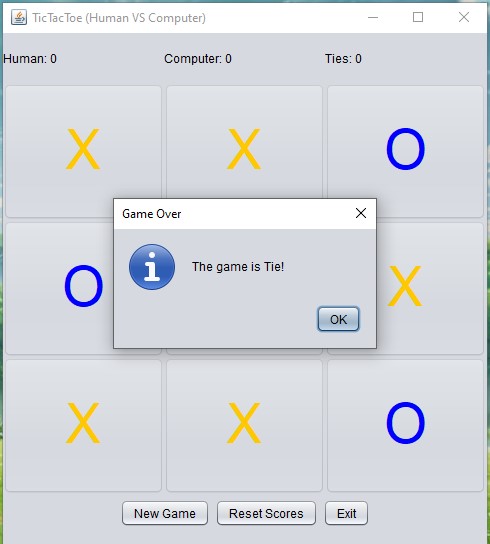 TicTacToe (Human VS Computer)
Human: 0 Computer: 0 Ties: 0
X X O
Game Over
The game is Tie!
O X
OK
X X O
New Game Reset Scores Exit